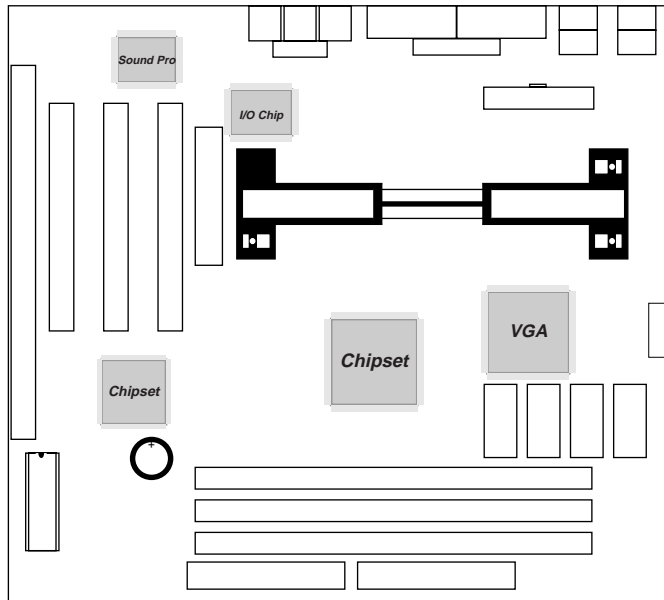 Sound Pro
I/O Chip
VGA
Chipset
Chipset
+